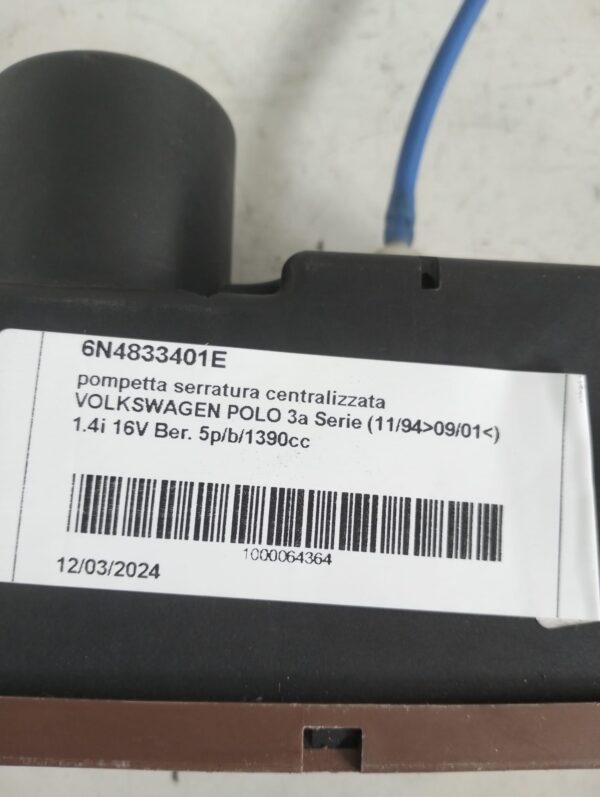 6N4833401E
pompetta serratura centralizzata
VOLKSWAGEN POLO 3a Serie (11/94>09/01<)
1.4i 16V Ber. 5p/b/1390cc
1000064364
12/03/2024